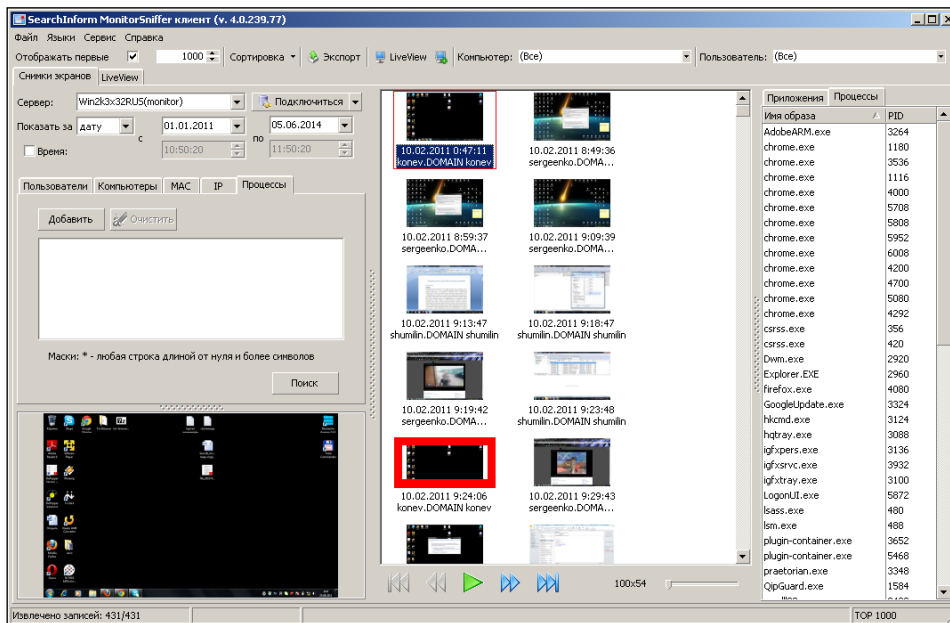 SearchInform MonitorSniffer клиент (v. 4.0.239.77)
Файл Языки Сервис Справка
Отображать первые 1000 Сортировка Экспорт LiveView Компьютер: (Все) Пользователь: (Все)
Снимки экранов LiveView
Сервер: Win2k3x32RUS(monitor) Подключиться
Показать за дату с 01.01.2011 по 05.06.2014
Время: 10:50:20 11:50:20
Пользователи Компьютеры MAC IP Процессы
Добавить Очистить
Маски: * - любая строка длиной от нуля и более символов
Поиск
10.02.2011 0:47:11 10.02.2011 8:49:36
konev.DOMAIN konev sergeenko.DOMA...
10.02.2011 8:59:37 10.02.2011 9:09:39
sergeenko.DOMA... sergeenko.DOMA...
10.02.2011 9:13:47 10.02.2011 9:18:47
shumilin.DOMAIN shumilin shumilin.DOMAIN shumilin
10.02.2011 9:19:42 10.02.2011 9:23:48
sergeenko.DOMA... shumilin.DOMAIN shumilin
10.02.2011 9:24:06 10.02.2011 9:29:43
konev.DOMAIN konev sergeenko.DOMA...
100x54
Приложения Процессы
Имя образа PID
AdobeARM.exe 3264
chrome.exe 1180
chrome.exe 3536
chrome.exe 1116
chrome.exe 4000
chrome.exe 5708
chrome.exe 5808
chrome.exe 5952
chrome.exe 6008
chrome.exe 4200
chrome.exe 4700
chrome.exe 5080
chrome.exe 4292
csrss.exe 356
csrss.exe 420
Dwm.exe 2920
Explorer.EXE 2960
firefox.exe 4080
GoogleUpdate.exe 3324
hkcmd.exe 3124
hqtray.exe 3088
igfxpers.exe 3136
igfxsrvc.exe 3932
igfxtray.exe 3100
LogonUI.exe 5872
lsass.exe 480
lsm.exe 488
plugin-container.exe 3652
plugin-container.exe 5468
praetorian.exe 3348
QipGuard.exe 1584
Извлечено записей: 431/431 TOP 1000